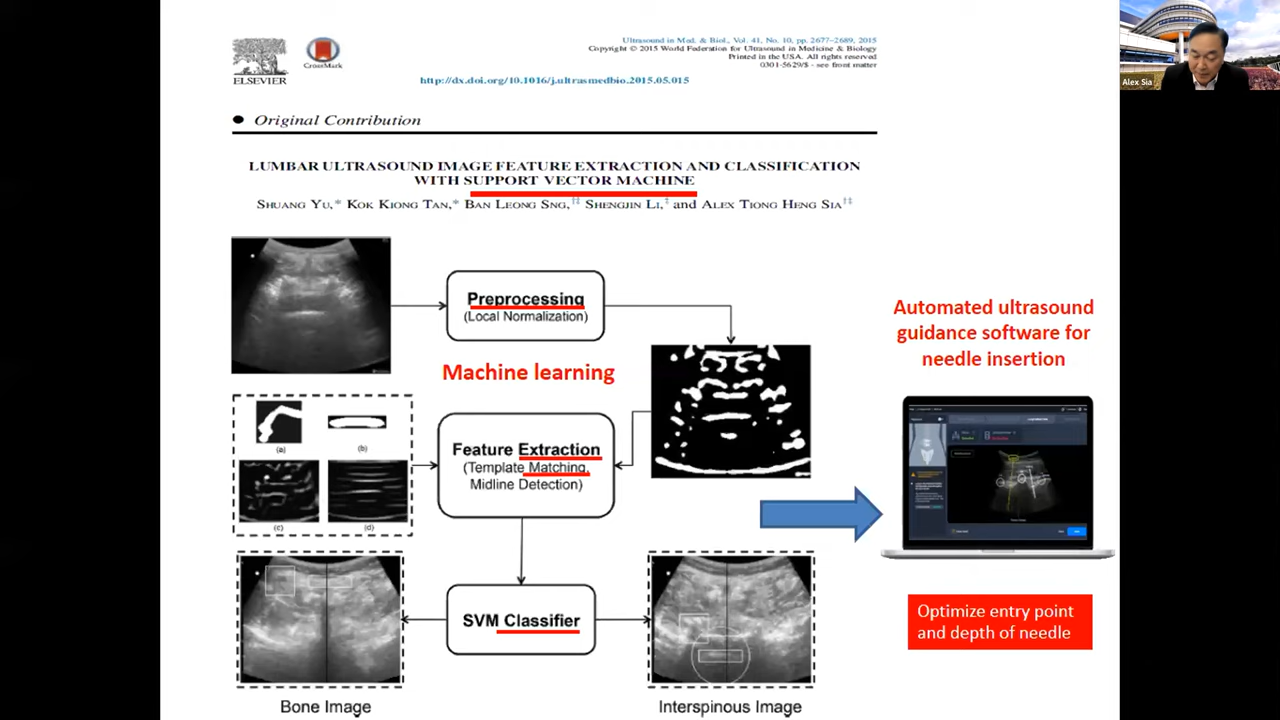 Ultrasound in Med. & Biol., Vol. 41, No. 10, pp. 2677–2689, 2015
Copyright © 2015 World Federation for Ultrasound in Medicine & Biology
Printed in the USA. All rights reserved
0301-5629/$ - see front matter
CrossMark
ELSEVIER
http://dx.doi.org/10.1016/j.ultrasmedbio.2015.05.015
Alex Sia
● Original Contribution
LUMBAR ULTRASOUND IMAGE FEATURE EXTRACTION AND CLASSIFICATION
WITH SUPPORT VECTOR MACHINE
SHUANG YU,* KOK KIONG TAN,* BAN LEONG SNG,†‡ SHENGJIN LI,‡ and ALEX TIONG HENG SIA†‡
Preprocessing
(Local Normalization)
Machine learning
(a)
(b)
(c)
(d)
Feature Extraction
(Template Matching,
Midline Detection)
SVM Classifier
Bone Image
Interspinous Image
Automated ultrasound
guidance software for
needle insertion
Optimize entry point
and depth of needle